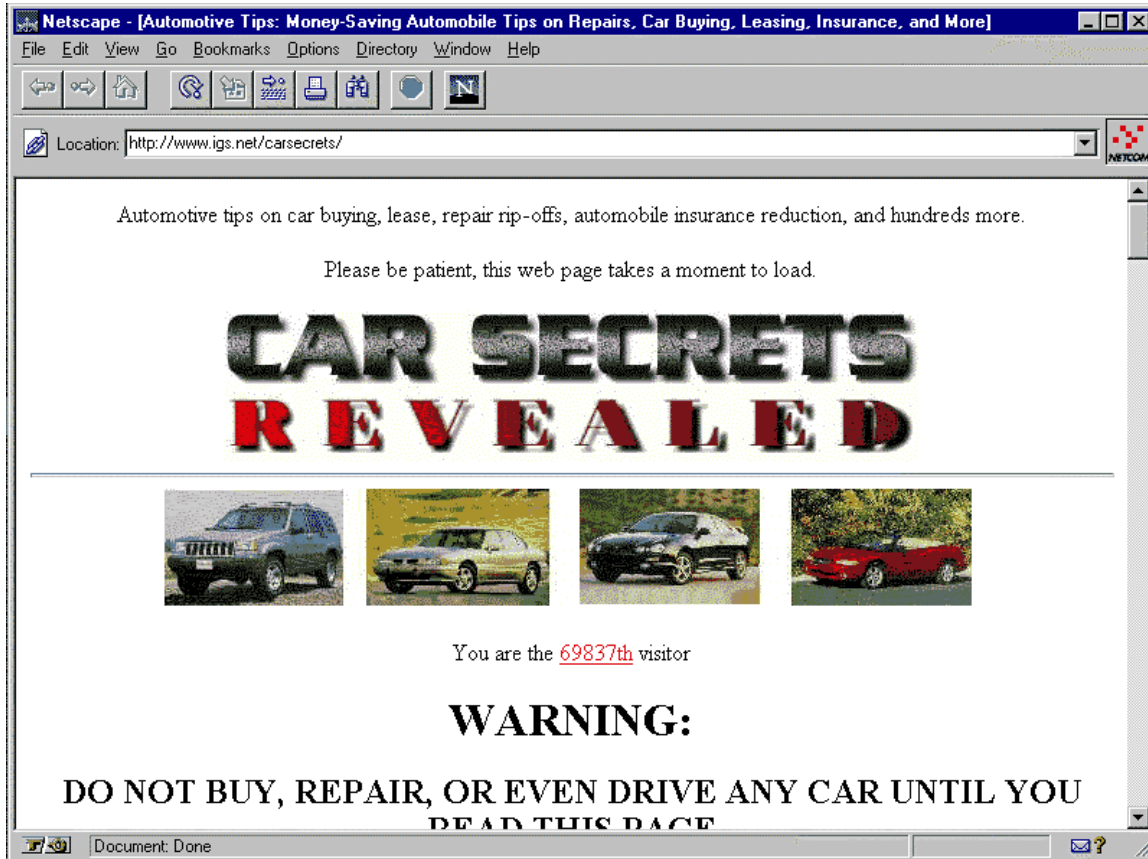 Netscape - [Automotive Tips: Money-Saving Automobile Tips on Repairs, Car Buying, Leasing, Insurance, and More]
File Edit View Go Bookmarks Options Directory Window Help
N
Location: http://www.igs.net/carsecrets/
NETCOM
Automotive tips on car buying, lease, repair rip-offs, automobile insurance reduction, and hundreds more.
Please be patient, this web page takes a moment to load.
CAR SECRETS
REVEALED
You are the 69837th visitor
WARNING:
DO NOT BUY, REPAIR, OR EVEN DRIVE ANY CAR UNTIL YOU
READ THIS PAGE
Document: Done